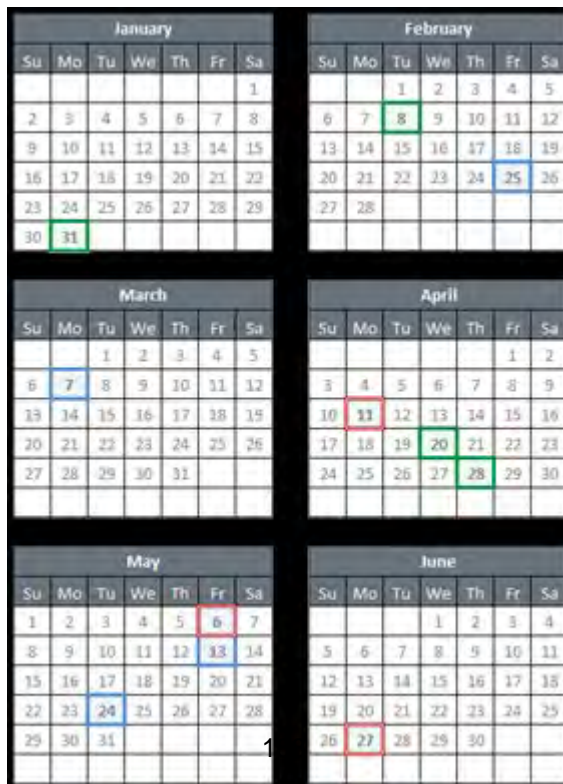 January
Su Mo Tu We Th Fr Sa
1
2 3 4 5 6 7 8
9 10 11 12 13 14 15
16 17 18 19 20 21 22
23 24 25 26 27 28 29
30 31
February
Su Mo Tu We Th Fr Sa
1 2 3 4 5
6 7 8 9 10 11 12
13 14 15 16 17 18 19
20 21 22 23 24 25 26
27 28
March
Su Mo Tu We Th Fr Sa
1 2 3 4 5
6 7 8 9 10 11 12
13 14 15 16 17 18 19
20 21 22 23 24 25 26
27 28 29 30 31
April
Su Mo Tu We Th Fr Sa
1 2
3 4 5 6 7 8 9
10 11 12 13 14 15 16
17 18 19 20 21 22 23
24 25 26 27 28 29 30
May
Su Mo Tu We Th Fr Sa
1 2 3 4 5 6 7
8 9 10 11 12 13 14
15 16 17 18 19 20 21
22 23 24 25 26 27 28
29 30 31
1
June
Su Mo Tu We Th Fr Sa
1 2 3 4
5 6 7 8 9 10 11
12 13 14 15 16 17 18
19 20 21 22 23 24 25
26 27 28 29 30